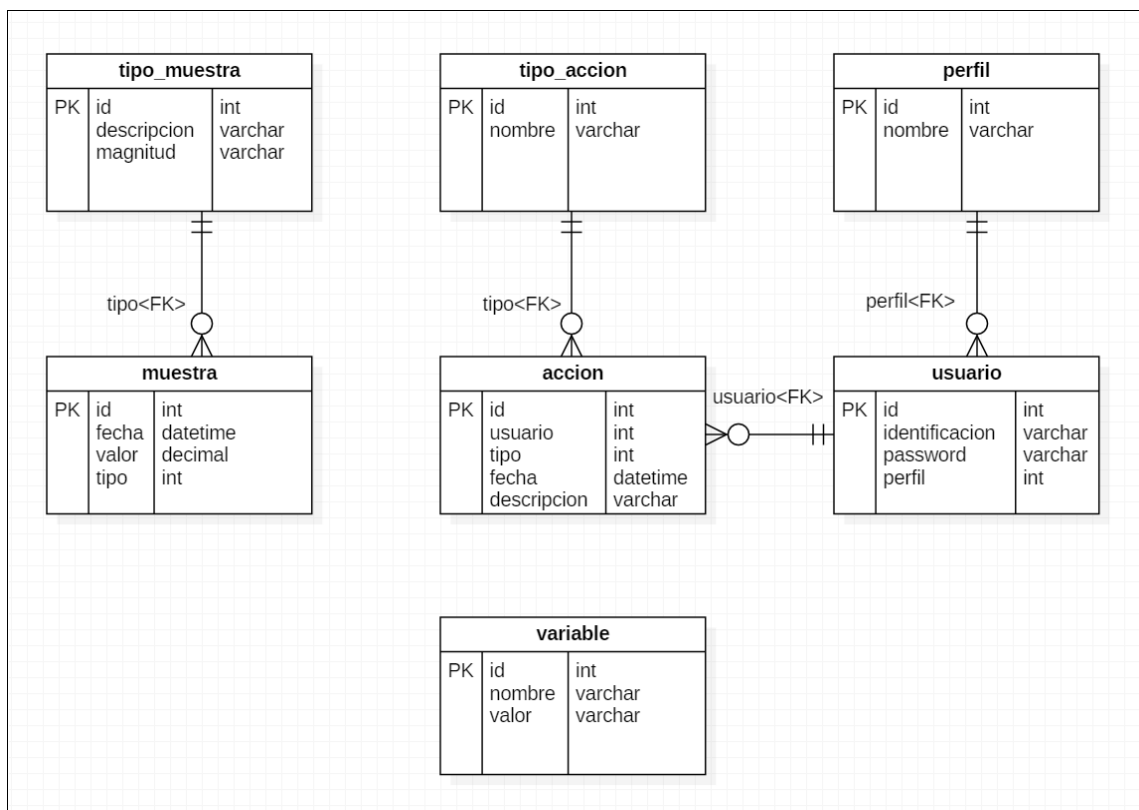 tipo_muestra
PK id int
descripcion varchar
magnitud varchar
tipo_accion
PK id int
nombre varchar
perfil
PK id int
nombre varchar
tipo<FK>
tipo<FK>
perfil<FK>
muestra
PK id int
fecha datetime
valor decimal
tipo int
accion
PK id int
usuario int
tipo int
fecha datetime
descripcion varchar
usuario<FK>
usuario
PK id int
identificacion varchar
password varchar
perfil int
variable
PK id int
nombre varchar
valor varchar